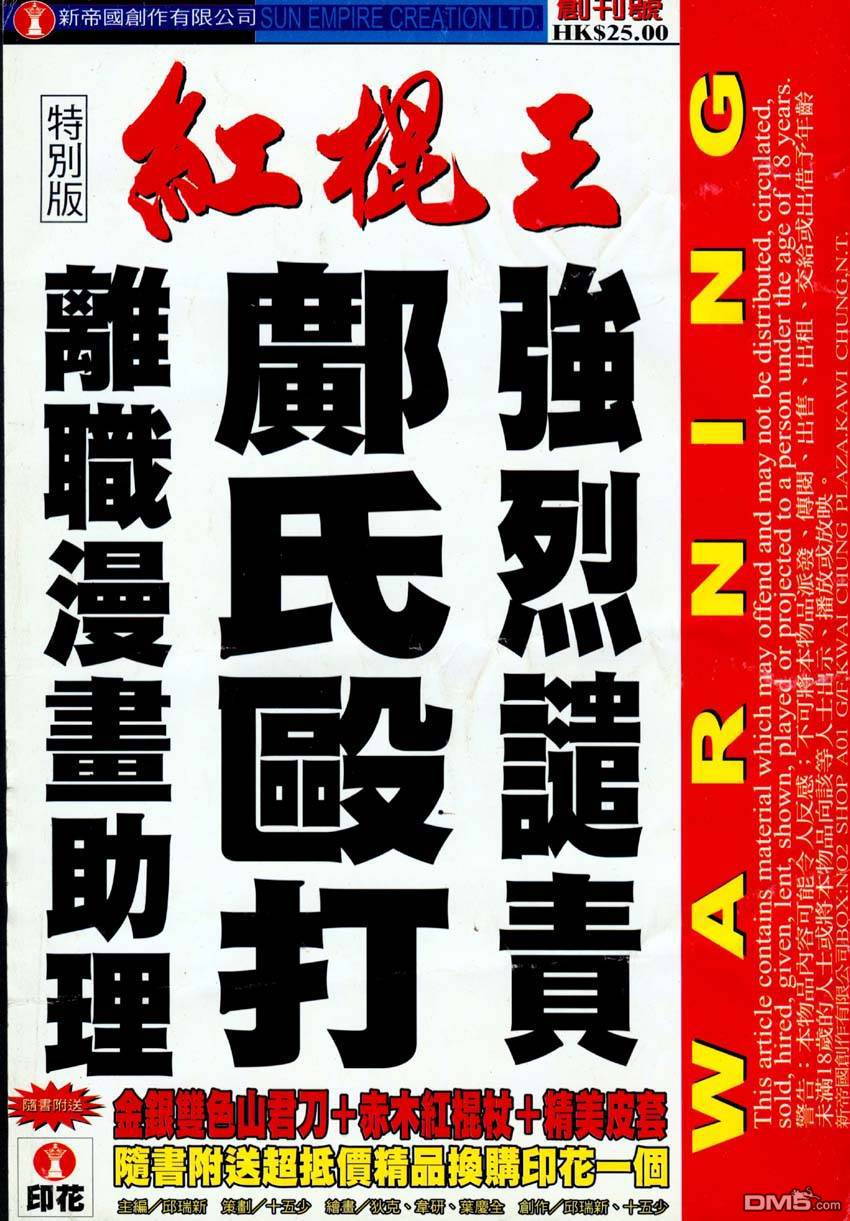 新帝國創作有限公司 SUN EMPIRE CREATION LTD.
創刊號
HK$25.00
特別版
紅棍王
強烈譴責
鄺氏毆打
離職漫畫助理
隨書附送
金銀雙色山君刀+赤木紅棍杖+精美皮套
隨書附送超抵價精品換購印花一個
印花
主編/邱瑞新 策劃/十五少 繪畫/狄克、韋研、葉慶全 創作/邱瑞新、十五少
WARNING
This article contains material which may offend and may not be distributed, circulated,
sold, hired, given, lent, shown, played or projected to a person under the age of 18 years.
警告:本物品內容可能令人反感;不可將本物品派發、傳閱、出售、出租、交給或出借予年齡
未滿18歲的人士或將本物品向該等人士出示、播放或放映。
新帝國創作有限公司BOX:NO2 SHOP A01 G/F KWAI CHUNG PLAZA KAWI CHUNG,N.T.
DM5.com